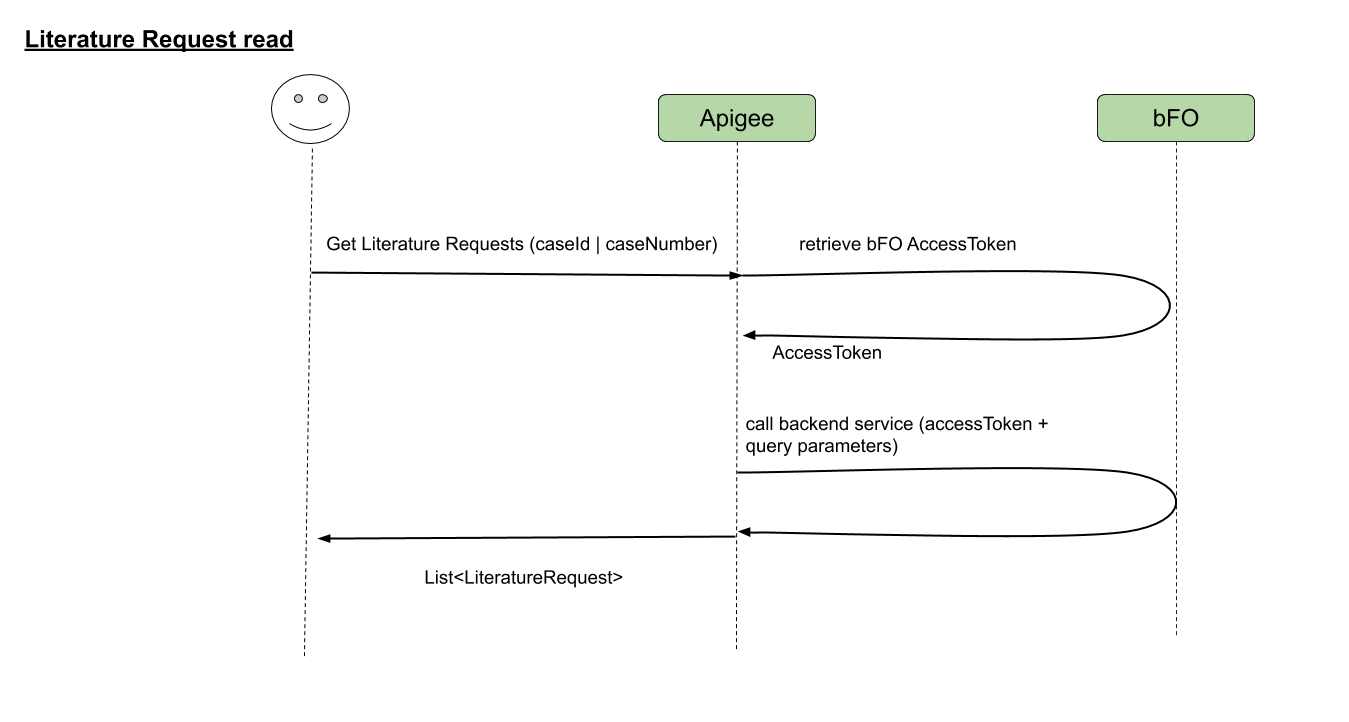 Literature Request read
Apigee
bFO
Get Literature Requests (caseId | caseNumber)
retrieve bFO AccessToken
AccessToken
call backend service (accessToken +
query parameters)
List<LiteratureRequest>